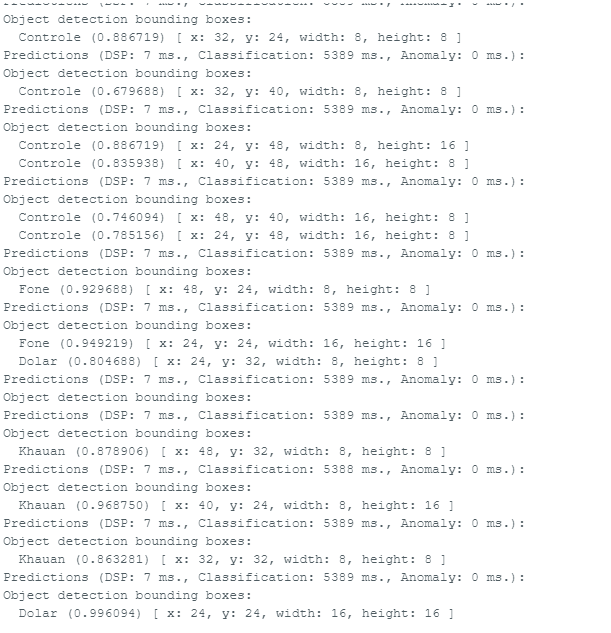 Object detection bounding boxes:
Controle (0.886719) [ x: 32, y: 24, width: 8, height: 8 ]
Predictions (DSP: 7 ms., Classification: 5389 ms., Anomaly: 0 ms.):
Object detection bounding boxes:
Controle (0.679688) [ x: 32, y: 40, width: 8, height: 8 ]
Predictions (DSP: 7 ms., Classification: 5389 ms., Anomaly: 0 ms.):
Object detection bounding boxes:
Controle (0.886719) [ x: 24, y: 48, width: 8, height: 16 ]
Controle (0.835938) [ x: 40, y: 48, width: 16, height: 8 ]
Predictions (DSP: 7 ms., Classification: 5389 ms., Anomaly: 0 ms.):
Object detection bounding boxes:
Controle (0.746094) [ x: 48, y: 40, width: 16, height: 8 ]
Controle (0.785156) [ x: 24, y: 48, width: 16, height: 8 ]
Predictions (DSP: 7 ms., Classification: 5389 ms., Anomaly: 0 ms.):
Object detection bounding boxes:
Fone (0.929688) [ x: 48, y: 24, width: 8, height: 8 ]
Predictions (DSP: 7 ms., Classification: 5389 ms., Anomaly: 0 ms.):
Object detection bounding boxes:
Fone (0.949219) [ x: 24, y: 24, width: 16, height: 16 ]
Dolar (0.804688) [ x: 24, y: 32, width: 8, height: 8 ]
Predictions (DSP: 7 ms., Classification: 5389 ms., Anomaly: 0 ms.):
Object detection bounding boxes:
Predictions (DSP: 7 ms., Classification: 5389 ms., Anomaly: 0 ms.):
Object detection bounding boxes:
Khauan (0.878906) [ x: 48, y: 32, width: 8, height: 8 ]
Predictions (DSP: 7 ms., Classification: 5388 ms., Anomaly: 0 ms.):
Object detection bounding boxes:
Khauan (0.968750) [ x: 40, y: 24, width: 8, height: 16 ]
Predictions (DSP: 7 ms., Classification: 5389 ms., Anomaly: 0 ms.):
Object detection bounding boxes:
Khauan (0.863281) [ x: 32, y: 32, width: 8, height: 8 ]
Predictions (DSP: 7 ms., Classification: 5389 ms., Anomaly: 0 ms.):
Object detection bounding boxes:
Dolar (0.996094) [ x: 24, y: 24, width: 16, height: 16 ]